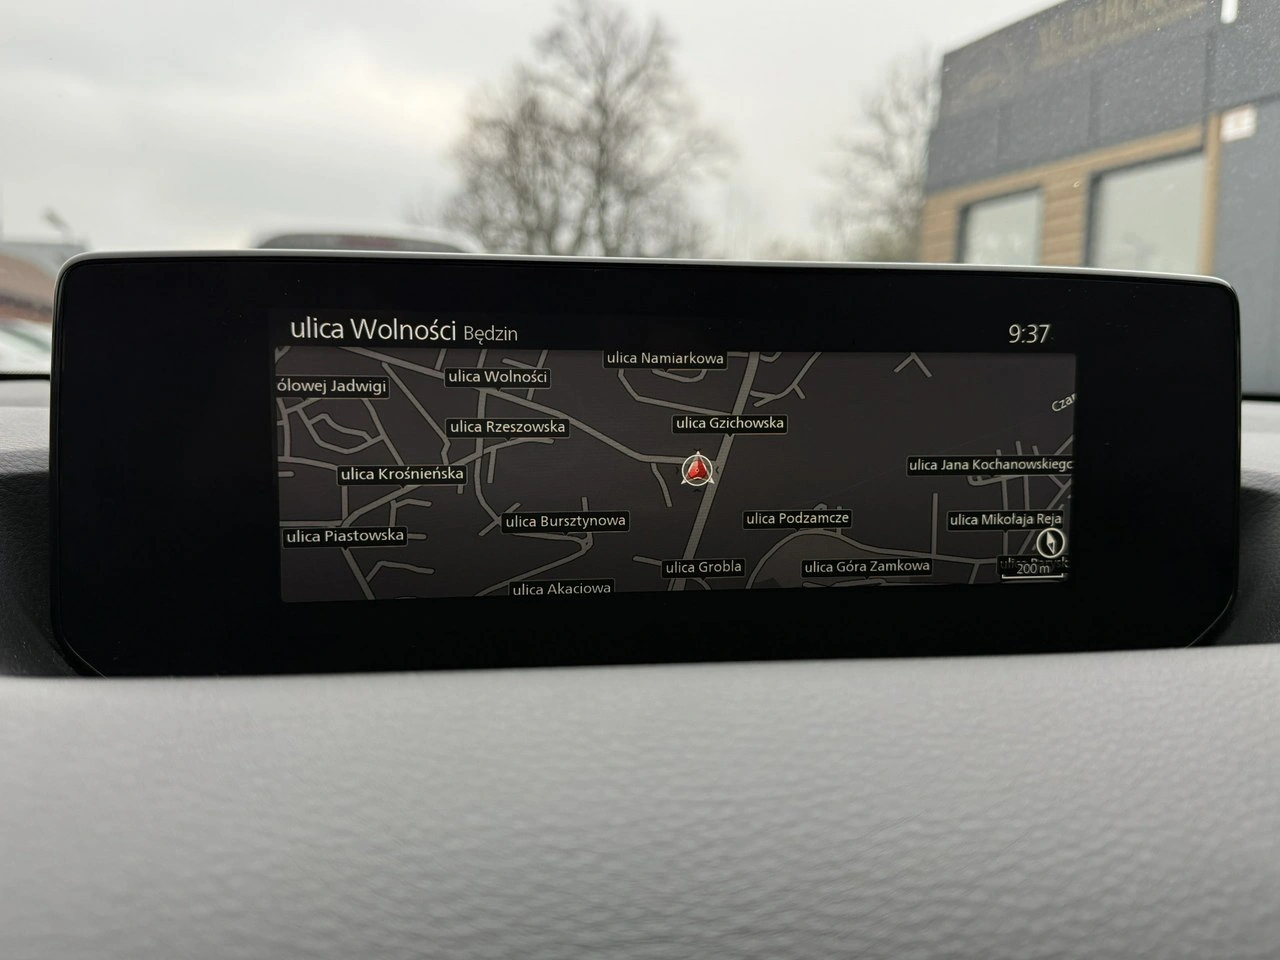 ulica Wolności Będzin
9:37
ulica Namiarkowa
ulica Wolności
ólowej Jadwigi
ulica Gzichowska
ulica Rzeszowska
ulica Jana Kochanowskiego
ulica Krośnieńska
ulica Bursztynowa
ulica Podzamcze
ulica Mikołaja Reja
ulica Piastowska
ulica Grobla
ulica Góra Zamkowa
200 m
ulica Akaciowa
Czar